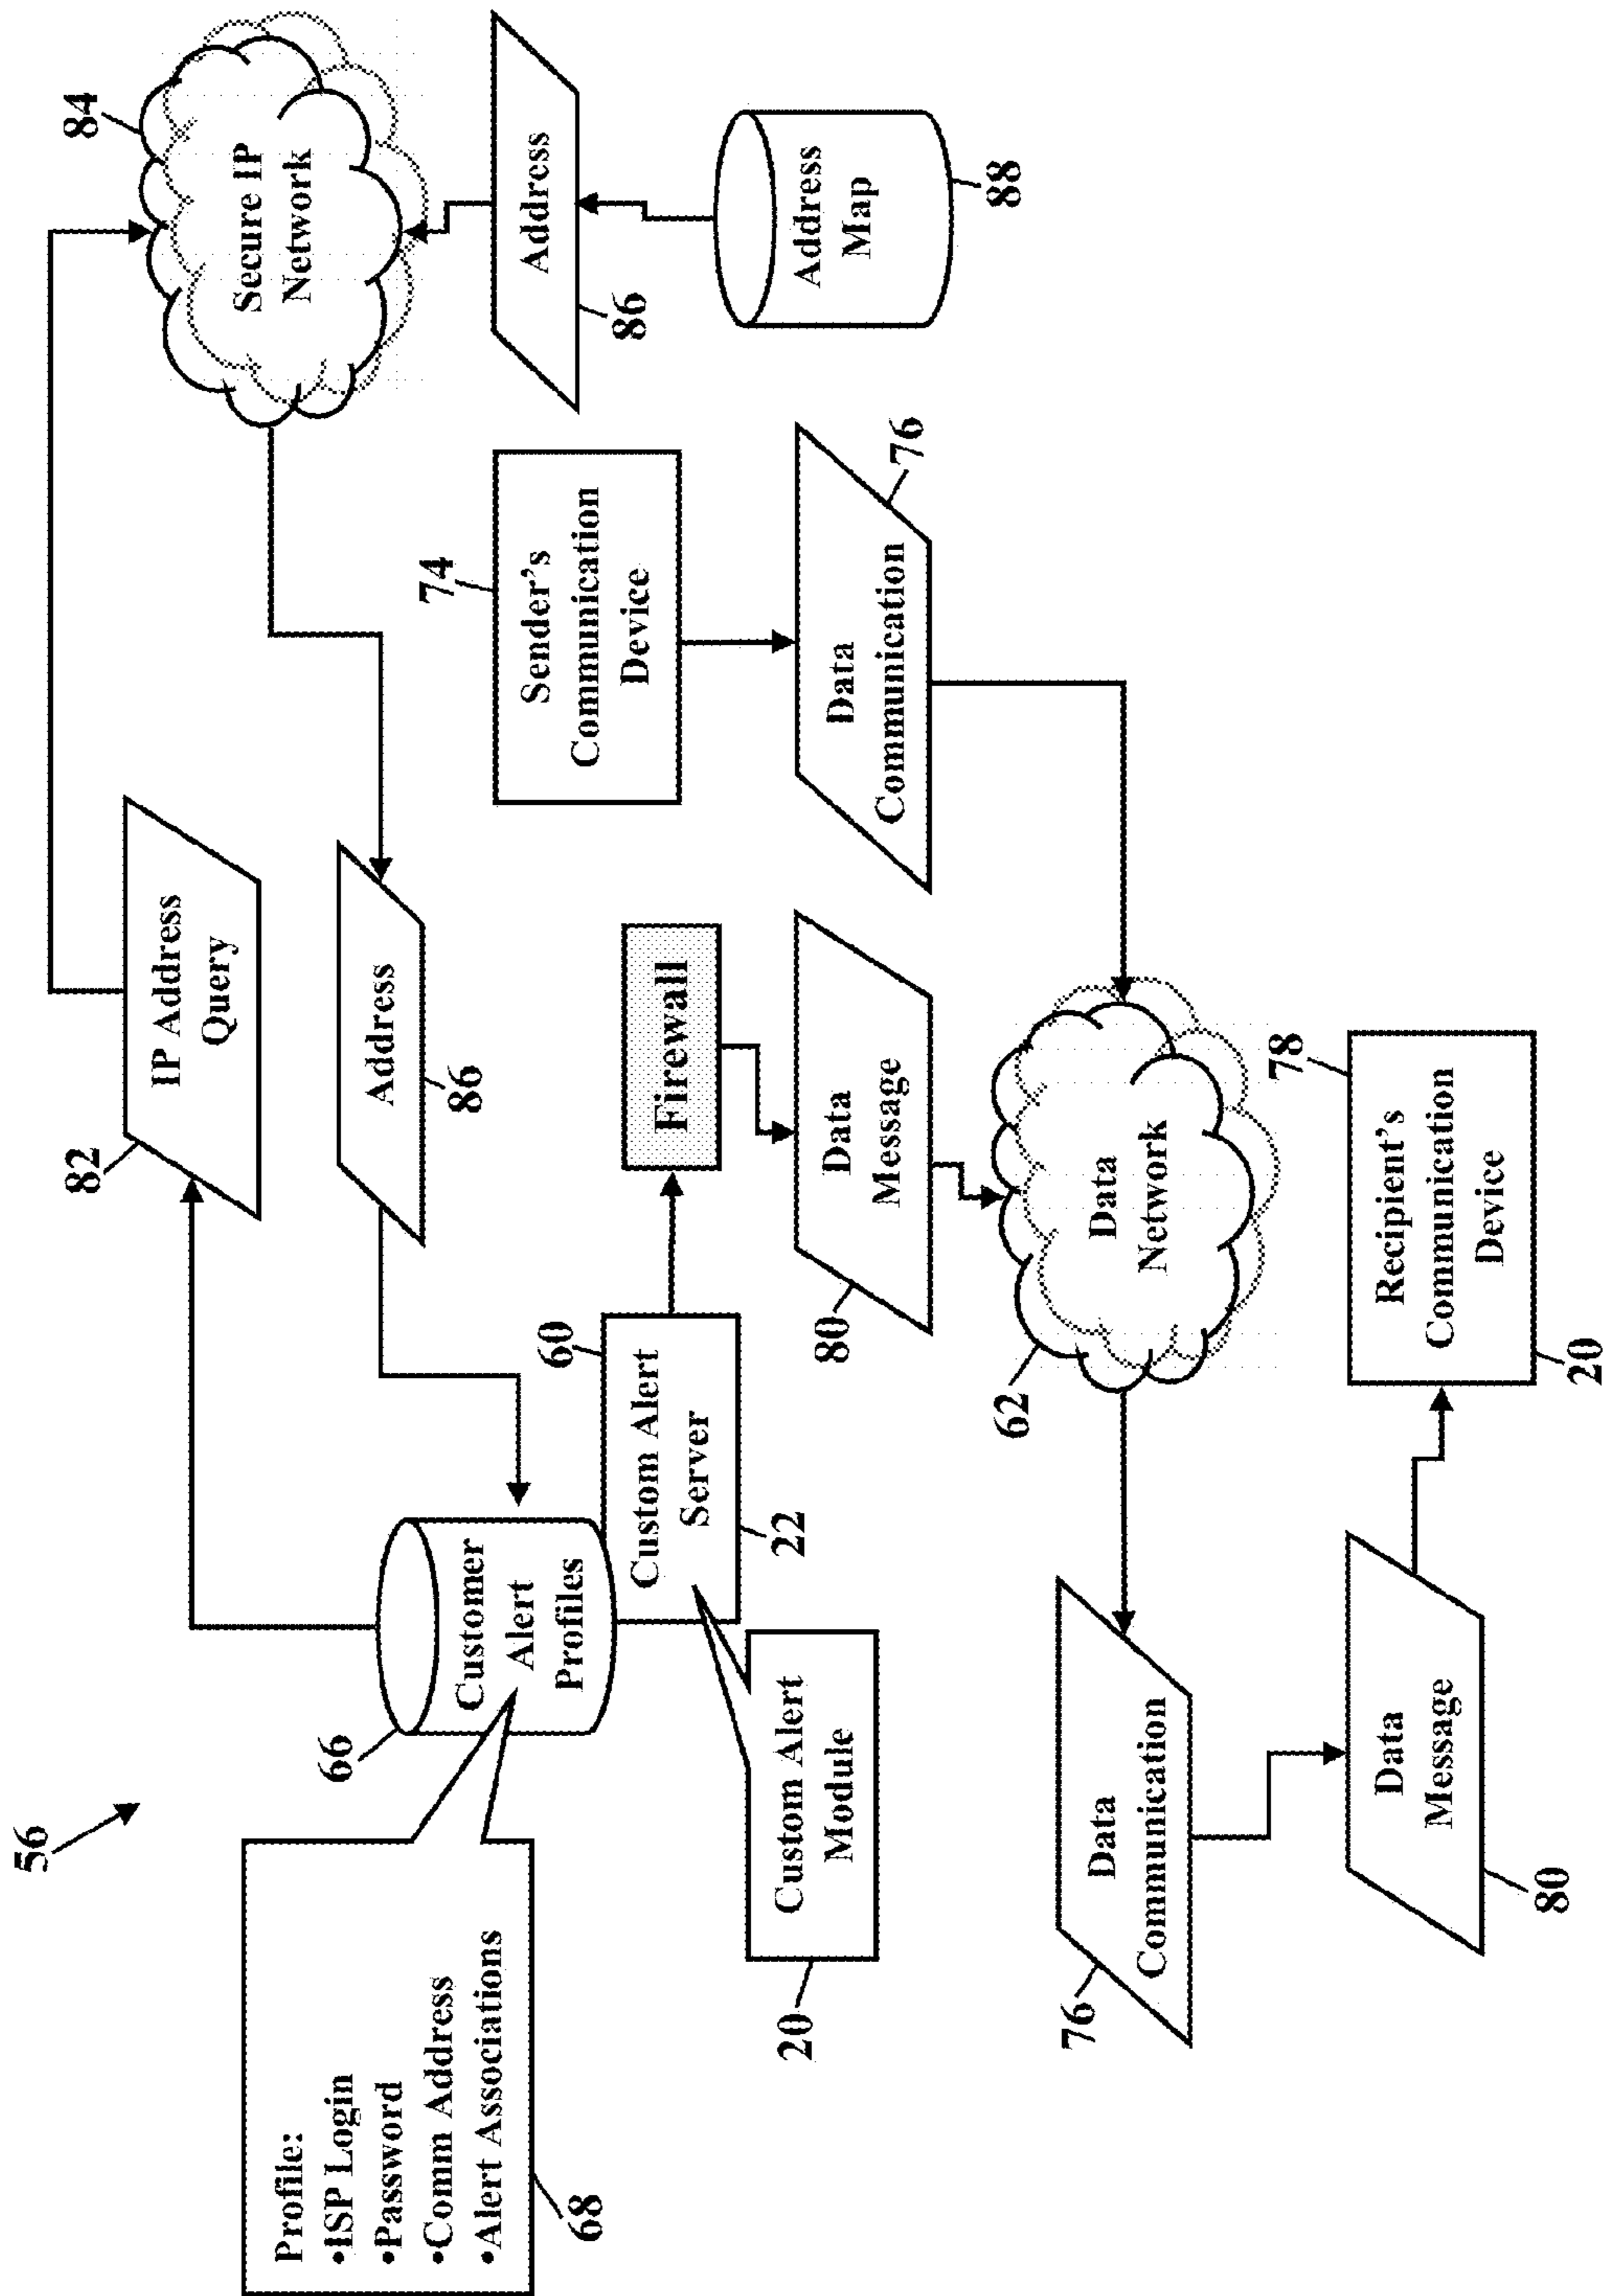 56
Profile:
•ISP Login
•Password
•Comm Address
•Alert Associations
68
66
Customer
Alert
Profiles
82
IP Address
Query
84
Secure IP
Network
Address
86
Address
86
Address
Map
88
60
Custom Alert
Server
22
Custom Alert
Module
20
Firewall
74
Sender's
Communication
Device
Data
Communication
76
Data
Message
80
Data
Network
62
Data
Communication
76
Data
Message
80
78
Recipient's
Communication
Device
20